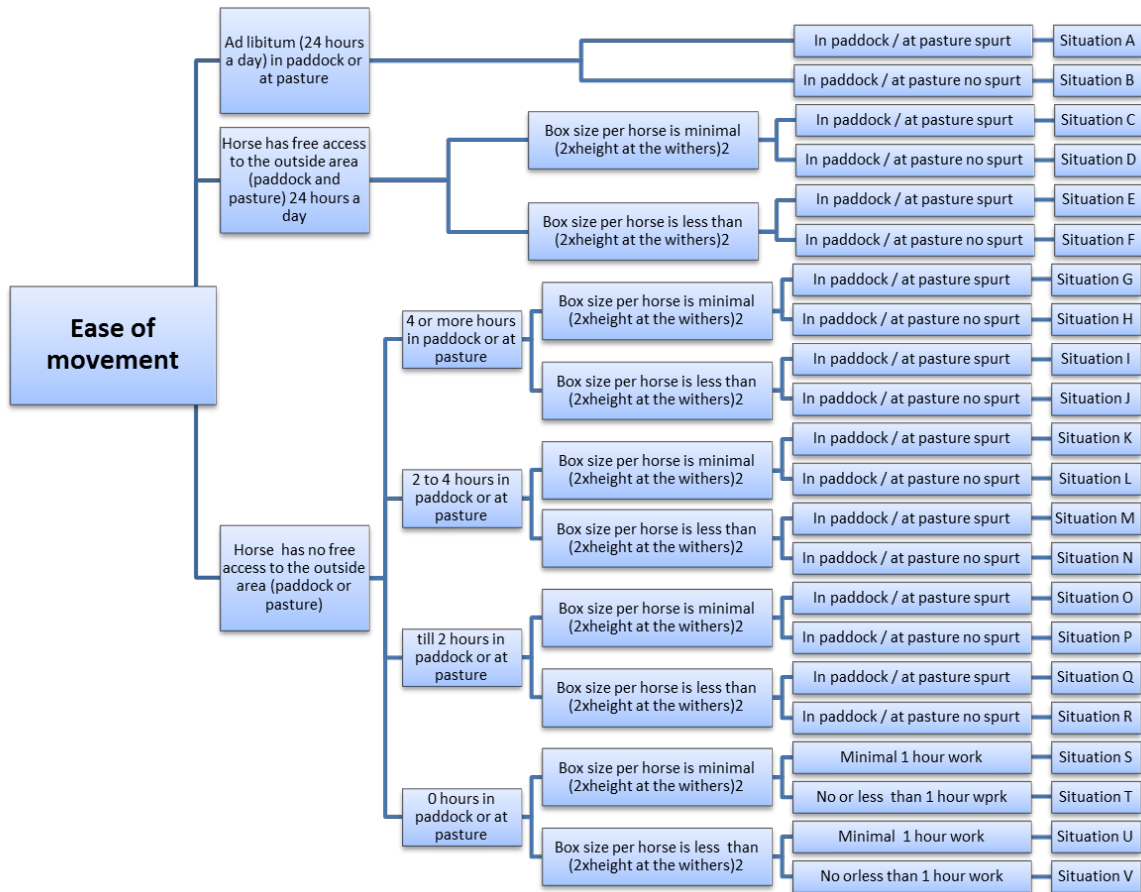 Ad libitum (24 hours
a day) in paddock or
at pasture
In paddock / at pasture spurt
Situation A
In paddock / at pasture no spurt
Situation B
Horse has free access
to the outside area
(paddock and
pasture) 24 hours a
day
Box size per horse is minimal
(2xheight at the withers)2
In paddock / at pasture spurt
Situation C
In paddock / at pasture no spurt
Situation D
Box size per horse is less than
(2xheight at the withers)2
In paddock / at pasture spurt
Situation E
In paddock / at pasture no spurt
Situation F
Ease of
movement
Horse has no free
access to the outside
area (paddock or
pasture)
4 or more hours
in paddock or at
pasture
Box size per horse is minimal
(2xheight at the withers)2
In paddock / at pasture spurt
Situation G
In paddock / at pasture no spurt
Situation H
Box size per horse is less than
(2xheight at the withers)2
In paddock / at pasture spurt
Situation I
In paddock / at pasture no spurt
Situation J
2 to 4 hours in
paddock or at
pasture
Box size per horse is minimal
(2xheight at the withers)2
In paddock / at pasture spurt
Situation K
In paddock / at pasture no spurt
Situation L
Box size per horse is less than
(2xheight at the withers)2
In paddock / at pasture spurt
Situation M
In paddock / at pasture no spurt
Situation N
till 2 hours in
paddock or at
pasture
Box size per horse is minimal
(2xheight at the withers)2
In paddock / at pasture spurt
Situation O
In paddock / at pasture no spurt
Situation P
Box size per horse is less than
(2xheight at the withers)2
In paddock / at pasture spurt
Situation Q
In paddock / at pasture no spurt
Situation R
0 hours in
paddock or at
pasture
Box size per horse is minimal
(2xheight at the withers)2
Minimal 1 hour work
Situation S
No or less than 1 hour wprk
Situation T
Box size per horse is less than
(2xheight at the withers)2
Minimal 1 hour work
Situation U
No orless than 1 hour work
Situation V